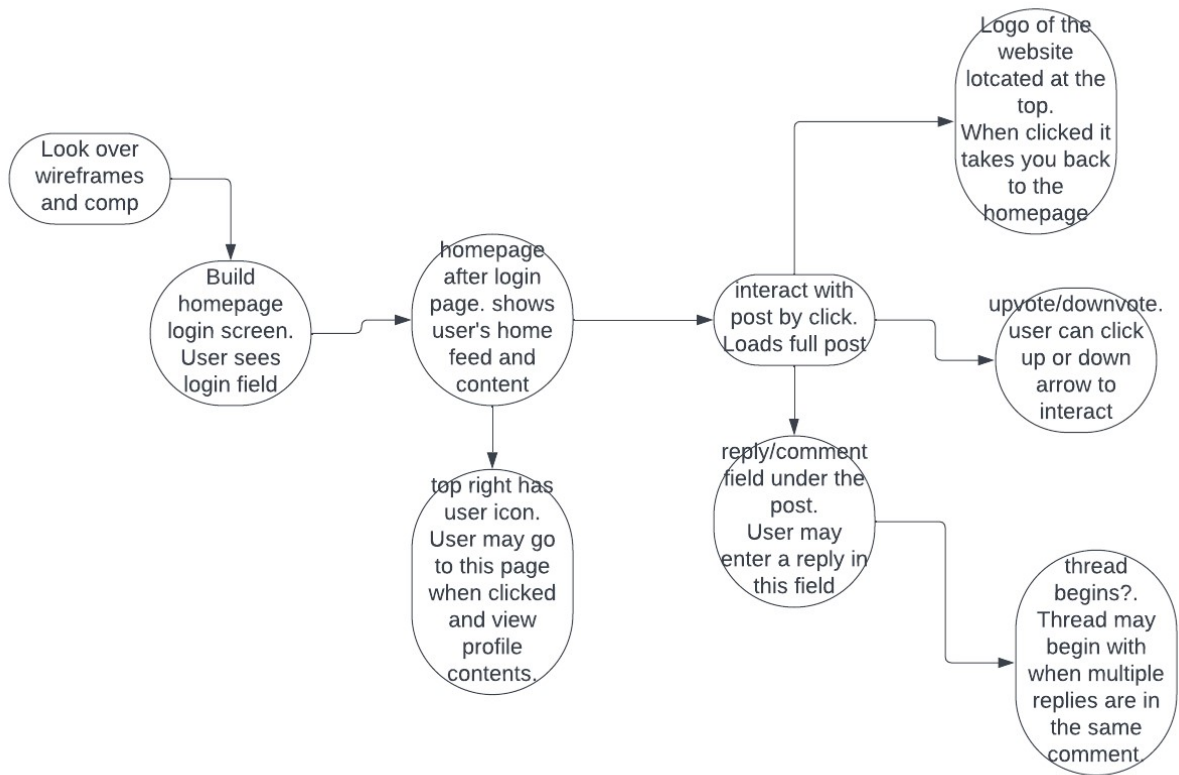 Look over
wireframes
and comp
Build
homepage
login screen.
User sees
login field
homepage
after login
page. shows
user's home
feed and
content
top right has
user icon.
User may go
to this page
when clicked
and view
profile
contents.
interact with
post by click.
Loads full post
Logo of the
website
lotcated at the
top.
When clicked it
takes you back
to the
homepage
upvote/downvote.
user can click
up or down
arrow to
interact
reply/comment
field under the
post.
User may
enter a reply in
this field
thread
begins?.
Thread may
begin with
when multiple
replies are in
the same
comment.